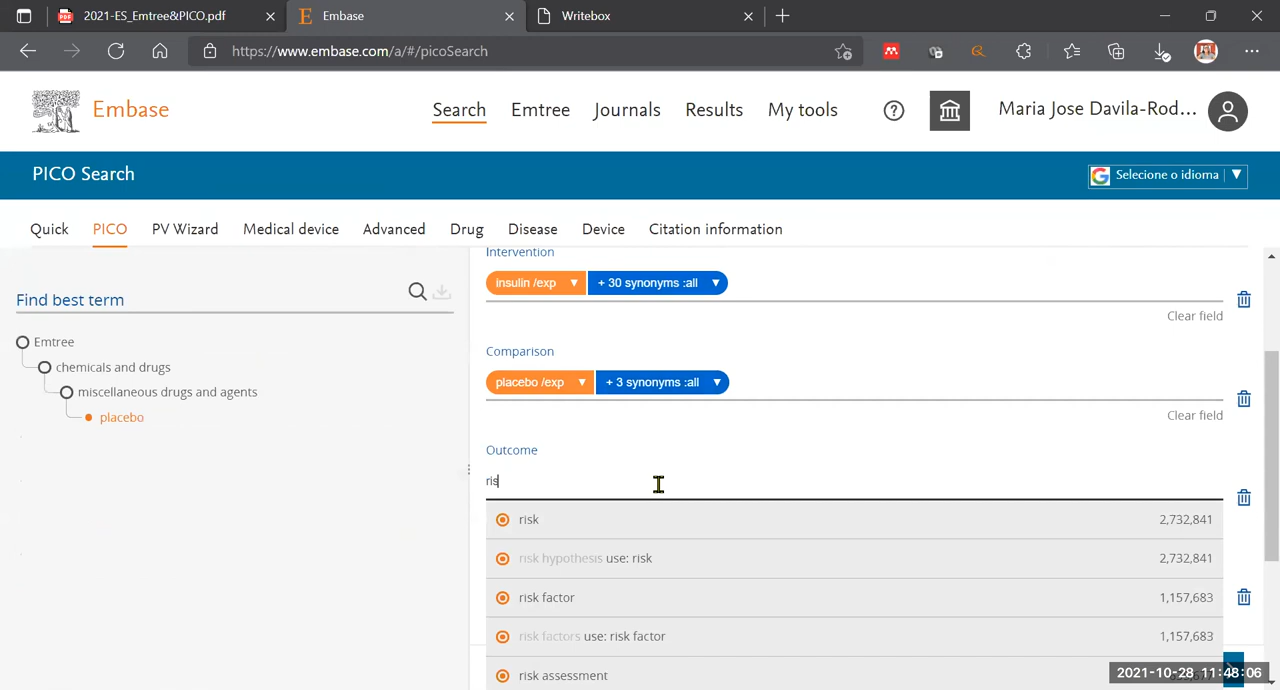 2021-ES_Emtree&PICO.pdf
Embase
Writebox
https://www.embase.com/a/#/picoSearch
Embase
Search
Emtree
Journals
Results
My tools
Maria Jose Davila-Rod...
PICO Search
Selecione o idioma
Quick
PICO
PV Wizard
Medical device
Advanced
Drug
Disease
Device
Citation information
Find best term
Emtree
chemicals and drugs
miscellaneous drugs and agents
placebo
Intervention
insulin /exp
+ 30 synonyms :all
Clear field
Comparison
placebo /exp
+ 3 synonyms :all
Clear field
Outcome
ris
risk 2,732,841
risk hypothesis use: risk 2,732,841
risk factor 1,157,683
risk factors use: risk factor 1,157,683
risk assessment
2021-10-28 11:48:06